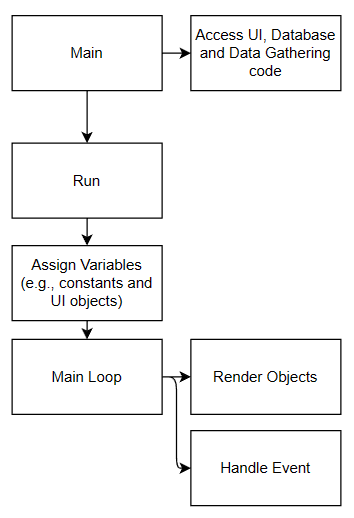 Main
Access UI, Database
and Data Gathering
code
Run
Assign Variables
(e.g., constants and
UI objects)
Main Loop
Render Objects
Handle Event